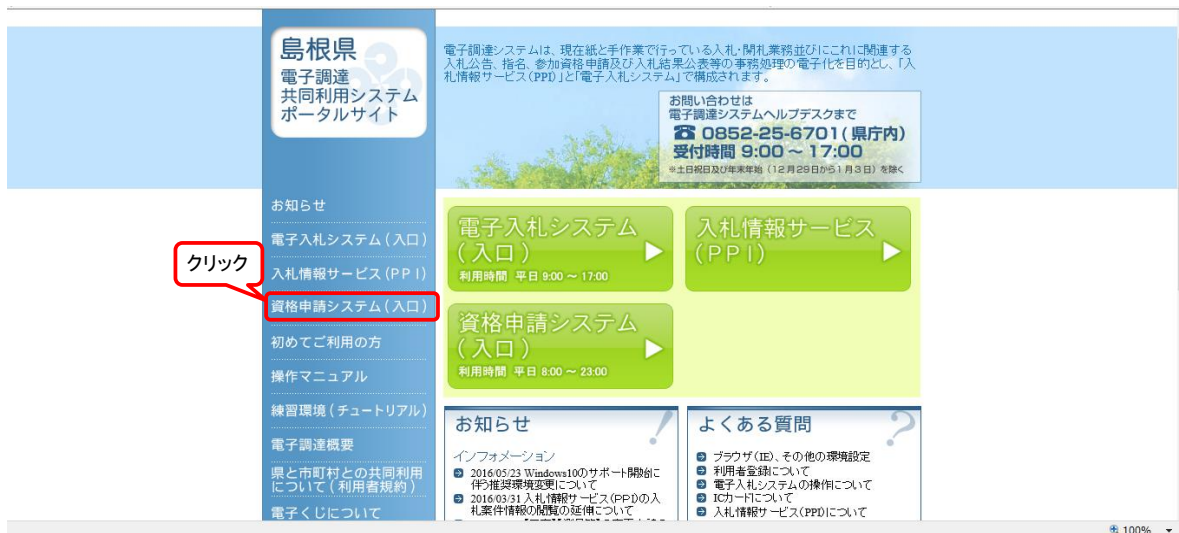 島根県
電子調達
共同利用システム
ポータルサイト
電子調達システムは、現在紙と手作業で行っている入札・開札業務並びにこれに関連する
入札公告、指名、参加資格申請及び入札結果公表等の事務処理の電子化を目的とし、「入
札情報サービス(PPI)」と「電子入札システム」で構成されます。
お問い合わせは
電子調達システムヘルプデスクまで
☎ 0852-25-6701(県庁内)
受付時間 9:00 ～ 17:00
※土日祝日及び年末年始（12月29日から1月3日）を除く
お知らせ
電子入札システム(入口)
入札情報サービス(PPI)
クリック
資格申請システム(入口)
初めてご利用の方
操作マニュアル
練習環境(チュートリアル)
電子調達概要
県と市町村との共同利用
について(利用者規約)
電子くじについて
電子入札システム
(入口)
利用時間 平日 9:00 ～ 17:00
入札情報サービス
(PPI)
資格申請システム
(入口)
利用時間 平日 8:00 ～ 23:00
お知らせ
インフォメーション
2016/05/23 Windows10のサポート開始に
伴う推奨環境変更について
2016/03/31 入札情報サービス(PPI)の入
札案件情報の閲覧の延伸について
よくある質問
ブラウザ(IE)、その他の環境設定
利用者登録について
電子入札システムの操作について
ICカードについて
入札情報サービス(PPI)について
100%